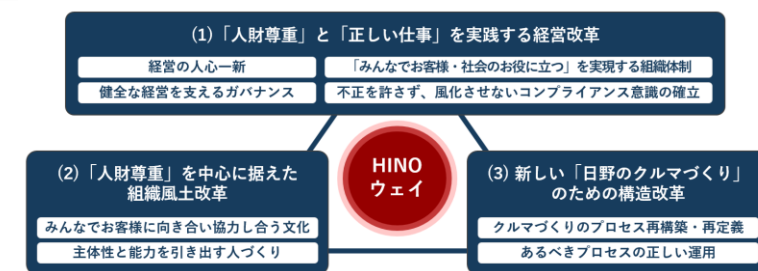 (1)「人財尊重」と「正しい仕事」を実践する経営改革
経営の人心一新
「みんなでお客様・社会のお役に立つ」を実現する組織体制
健全な経営を支えるガバナンス
不正を許さず、風化させないコンプライアンス意識の確立
HINO
ウェイ
(2)「人財尊重」を中心に据えた
組織風土改革
みんなでお客様に向き合い協力し合う文化
主体性と能力を引き出す人づくり
(3) 新しい「日野のクルマづくり」
のための構造改革
クルマづくりのプロセス再構築・再定義
あるべきプロセスの正しい運用